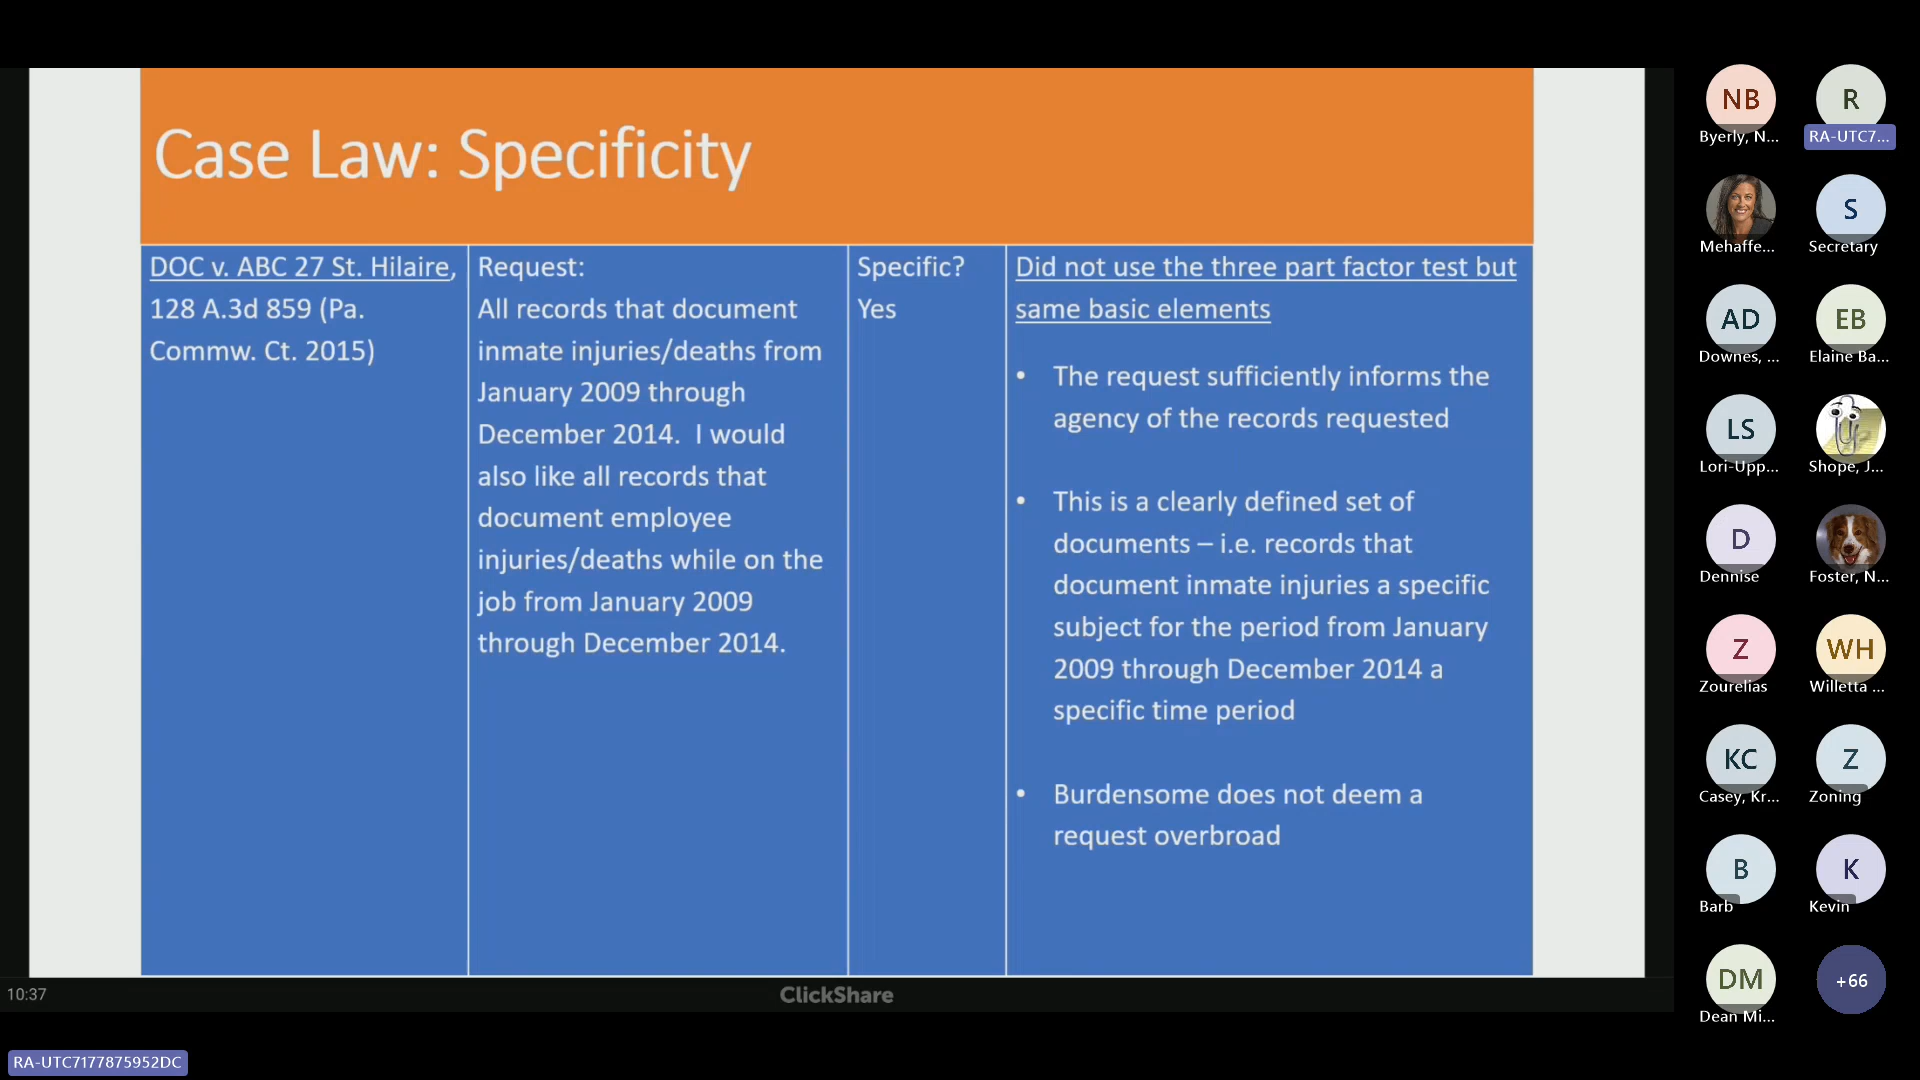 Case Law: Specificity
DOC v. ABC 27 St. Hilaire,
128 A.3d 859 (Pa.
Commw. Ct. 2015)
Request:
All records that document
inmate injuries/deaths from
January 2009 through
December 2014.  I would
also like all records that
document employee
injuries/deaths while on the
job from January 2009
through December 2014.
Specific?
Yes
Did not use the three part factor test but
same basic elements
• The request sufficiently informs the
agency of the records requested
• This is a clearly defined set of
documents – i.e. records that
document inmate injuries a specific
subject for the period from January
2009 through December 2014 a
specific time period
• Burdensome does not deem a
request overbroad
10:37
ClickShare
RA-UTC7177875952DC
NB
Byerly, N...
R
RA-UTC7...
Mehaffe...
S
Secretary
AD
Downes, ...
EB
Elaine Ba...
LS
Lori-Upp...
Shope, J...
D
Dennise
Foster, N...
Z
Zourelias
WH
Willetta ...
KC
Casey, Kr...
Z
Zoning
B
Barb
K
Kevin
DM
Dean Mi...
+66